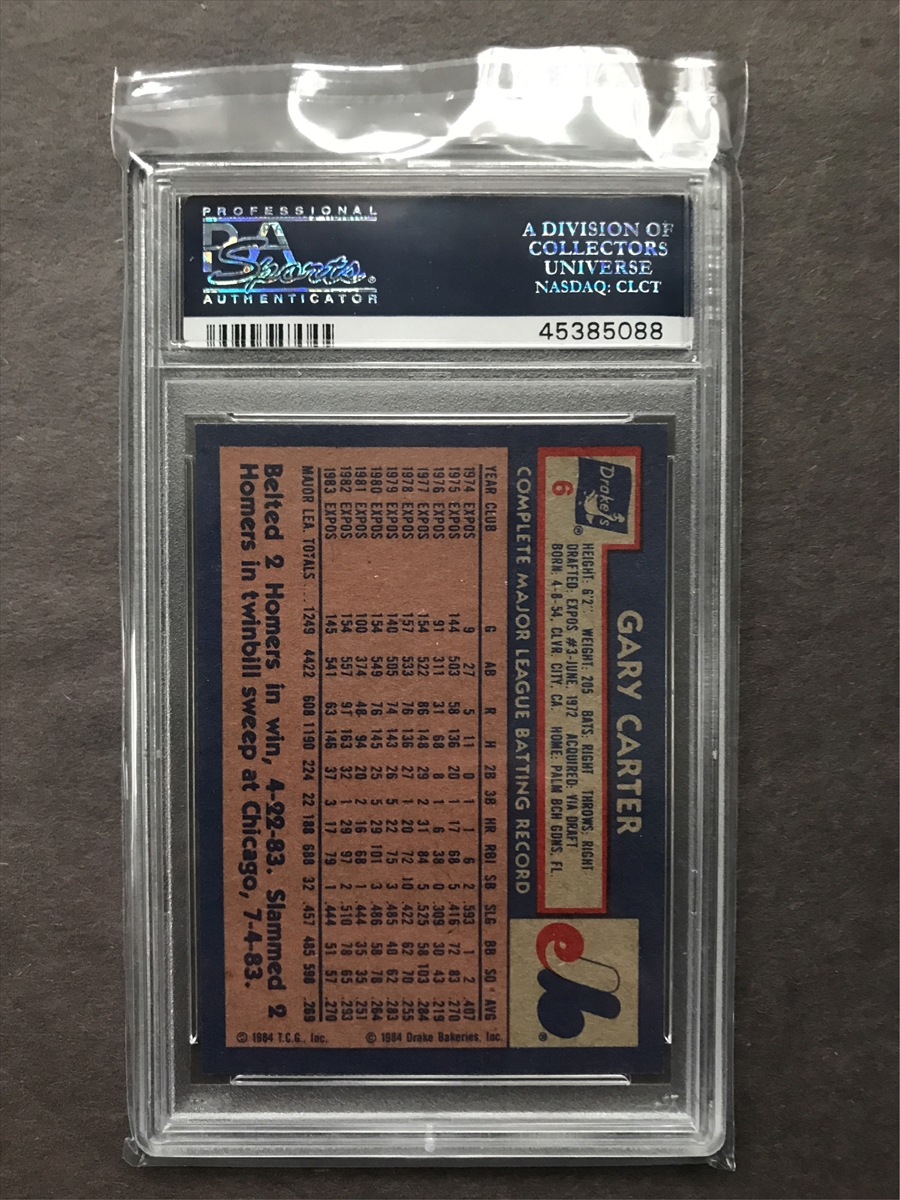 PROFESSIONAL
PSA
Sports®
AUTHENTICATOR
A DIVISION OF
COLLECTORS
UNIVERSE
NASDAQ: CLCT
45385088
GARY CARTER
Drake's®
6
HEIGHT: 6'2" WEIGHT: 205 BATS: RIGHT THROWS: RIGHT
DRAFTED: EXPOS #3-JUNE, 1972 ACQUIRED: VIA DRAFT
BORN: 4-8-54, CLVR. CITY, CA. HOME: PALM BCH GDNS, FL.
eb®
COMPLETE MAJOR LEAGUE BATTING RECORD
YEAR CLUB G AB R H 2B 3B HR RBI SB SLG BB SO AVG
1974 EXPOS 9 27 5 11 0 1 1 6 2 .593 1 2 .407
1975 EXPOS 144 503 58 136 20 1 17 68 5 .416 72 83 .270
1976 EXPOS 91 311 31 68 8 1 6 38 0 .309 30 43 .219
1977 EXPOS 154 522 86 148 29 2 31 84 5 .525 58 103 .284
1978 EXPOS 157 533 76 136 27 1 20 72 10 .422 62 70 .255
1979 EXPOS 140 505 74 143 26 5 22 75 3 .485 40 62 .283
1980 EXPOS 154 549 76 145 25 5 29 101 3 .486 58 78 .264
1981 EXPOS 100 374 48 94 20 2 16 68 1 .444 35 35 .251
1982 EXPOS 154 557 91 163 32 1 29 97 2 .510 78 65 .293
1983 EXPOS 145 541 63 146 37 3 17 79 1 .444 51 57 .270
MAJOR LEA. TOTALS ... 1249 4422 608 1190 224 22 188 688 32 .457 485 598 .269
Belted 2 Homers in win, 4-22-83. Slammed 2
Homers in twinbill sweep at Chicago, 7-4-83.
© 1984 Drake Bakeries, Inc.
© 1984 T.C.G., Inc.